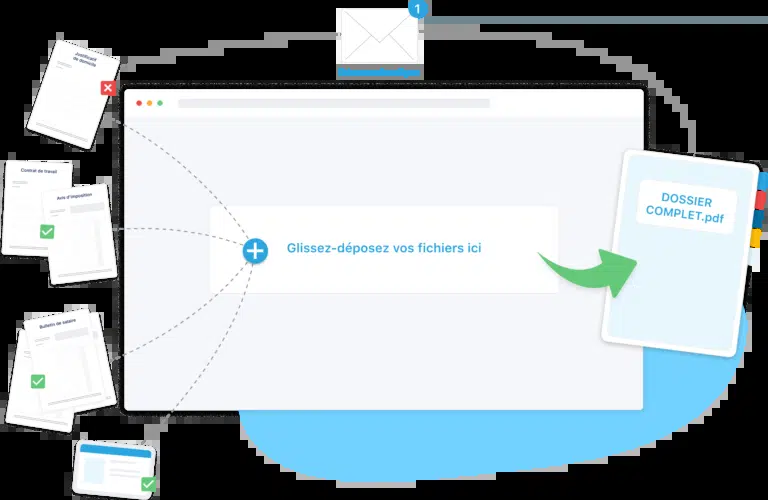 1
Justificatif
de domicile
Contrat de travail
Avis d'imposition
DOSSIER
COMPLET.pdf
Glissez-déposez vos fichiers ici
Bulletin de salaire